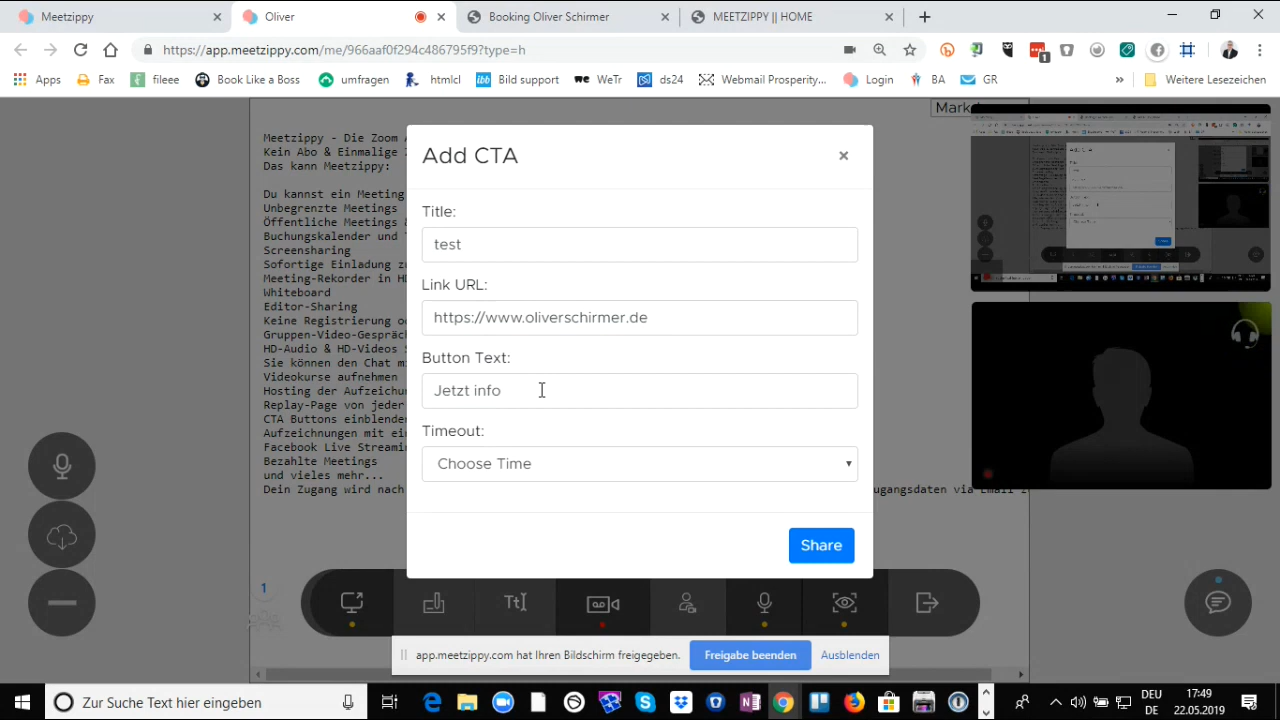 Meetzippy
Oliver
Booking Oliver Schirmer
MEETZIPPY || HOME
https://app.meetzippy.com/me/966aaf0f294c486795f9?type=h
Apps
Fax
fileee
Book Like a Boss
umfragen
htmlcl
Bild support
WeTr
ds24
Webmail Prosperity...
Login
BA
GR
»
Weitere Lesezeichen
Meetzippy - Die Zoom
Kein Abo & Einmalige
Das kann Meetzippy:
Du kannst ein Meeting
Unbegrenzte Meetings
Öffentliche Meetings
Buchungskalender und
Screensharing
Sofortige Einladung
Meeting-Rekorder in
Whiteboard
Editor-Sharing
Keine Registrierung
Gruppen-Video-Gespräc
HD-Audio & HD-Videos
Sie können den Chat
Videokurse aufnehmen
Hosting der Aufzeichu
Replay-Page von jeder
CTA Buttons einblende
Aufzeichnungen mit
Facebook Live Streami
Bezahlte Meetings
und vieles mehr...
Dein Zugang wird nach
ugangsdaten via Email
Mark
Add CTA
×
Title:
test
Link URL:
https://www.oliverschirmer.de
Button Text:
Jetzt info
Timeout:
Choose Time
Share
1
Tt
app.meetzippy.com hat Ihren Bildschirm freigegeben.
Freigabe beenden
Ausblenden
Zur Suche Text hier eingeben
DEU
DE
17:49
22.05.2019